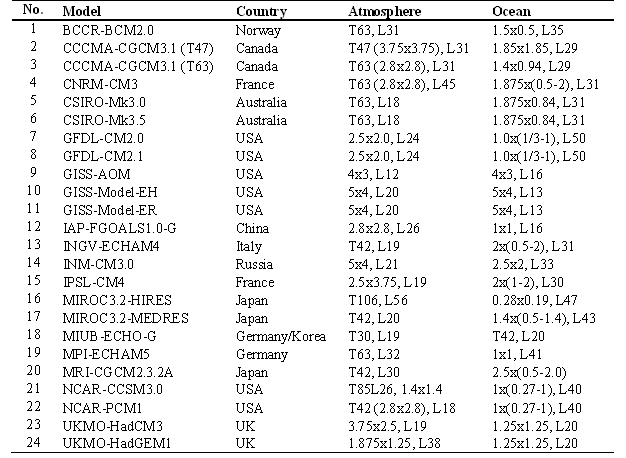 No. Model Country Atmosphere Ocean
1 BCCR-BCM2.0 Norway T63, L31 1.5x0.5, L35
2 CCCMA-CGCM3.1 (T47) Canada T47 (3.75x3.75), L31 1.85x1.85, L29
3 CCCMA-CGCM3.1 (T63) Canada T63 (2.8x2.8), L31 1.4x0.94, L29
4 CNRM-CM3 France T63 (2.8x2.8), L45 1.875x(0.5-2), L31
5 CSIRO-Mk3.0 Australia T63, L18 1.875x0.84, L31
6 CSIRO-Mk3.5 Australia T63, L18 1.875x0.84, L31
7 GFDL-CM2.0 USA 2.5x2.0, L24 1.0x(1/3-1), L50
8 GFDL-CM2.1 USA 2.5x2.0, L24 1.0x(1/3-1), L50
9 GISS-AOM USA 4x3, L12 4x3, L16
10 GISS-Model-EH USA 5x4, L20 5x4, L13
11 GISS-Model-ER USA 5x4, L20 5x4, L13
12 IAP-FGOALS1.0-G China 2.8x2.8, L26 1x1, L16
13 INGV-ECHAM4 Italy T42, L19 2x(0.5-2), L31
14 INM-CM3.0 Russia 5x4, L21 2.5x2, L33
15 IPSL-CM4 France 2.5x3.75, L19 2x(1-2), L30
16 MIROC3.2-HIRES Japan T106, L56 0.28x0.19, L47
17 MIROC3.2-MEDRES Japan T42, L20 1.4x(0.5-1.4), L43
18 MIUB-ECHO-G Germany/Korea T30, L19 T42, L20
19 MPI-ECHAM5 Germany T63, L32 1x1, L41
20 MRI-CGCM2.3.2A Japan T42, L30 2.5x(0.5-2.0)
21 NCAR-CCSM3.0 USA T85L26, 1.4x1.4 1x(0.27-1), L40
22 NCAR-PCM1 USA T42 (2.8x2.8), L18 1x(0.27-1), L40
23 UKMO-HadCM3 UK 3.75x2.5, L19 1.25x1.25, L20
24 UKMO-HadGEM1 UK 1.875x1.25, L38 1.25x1.25, L20